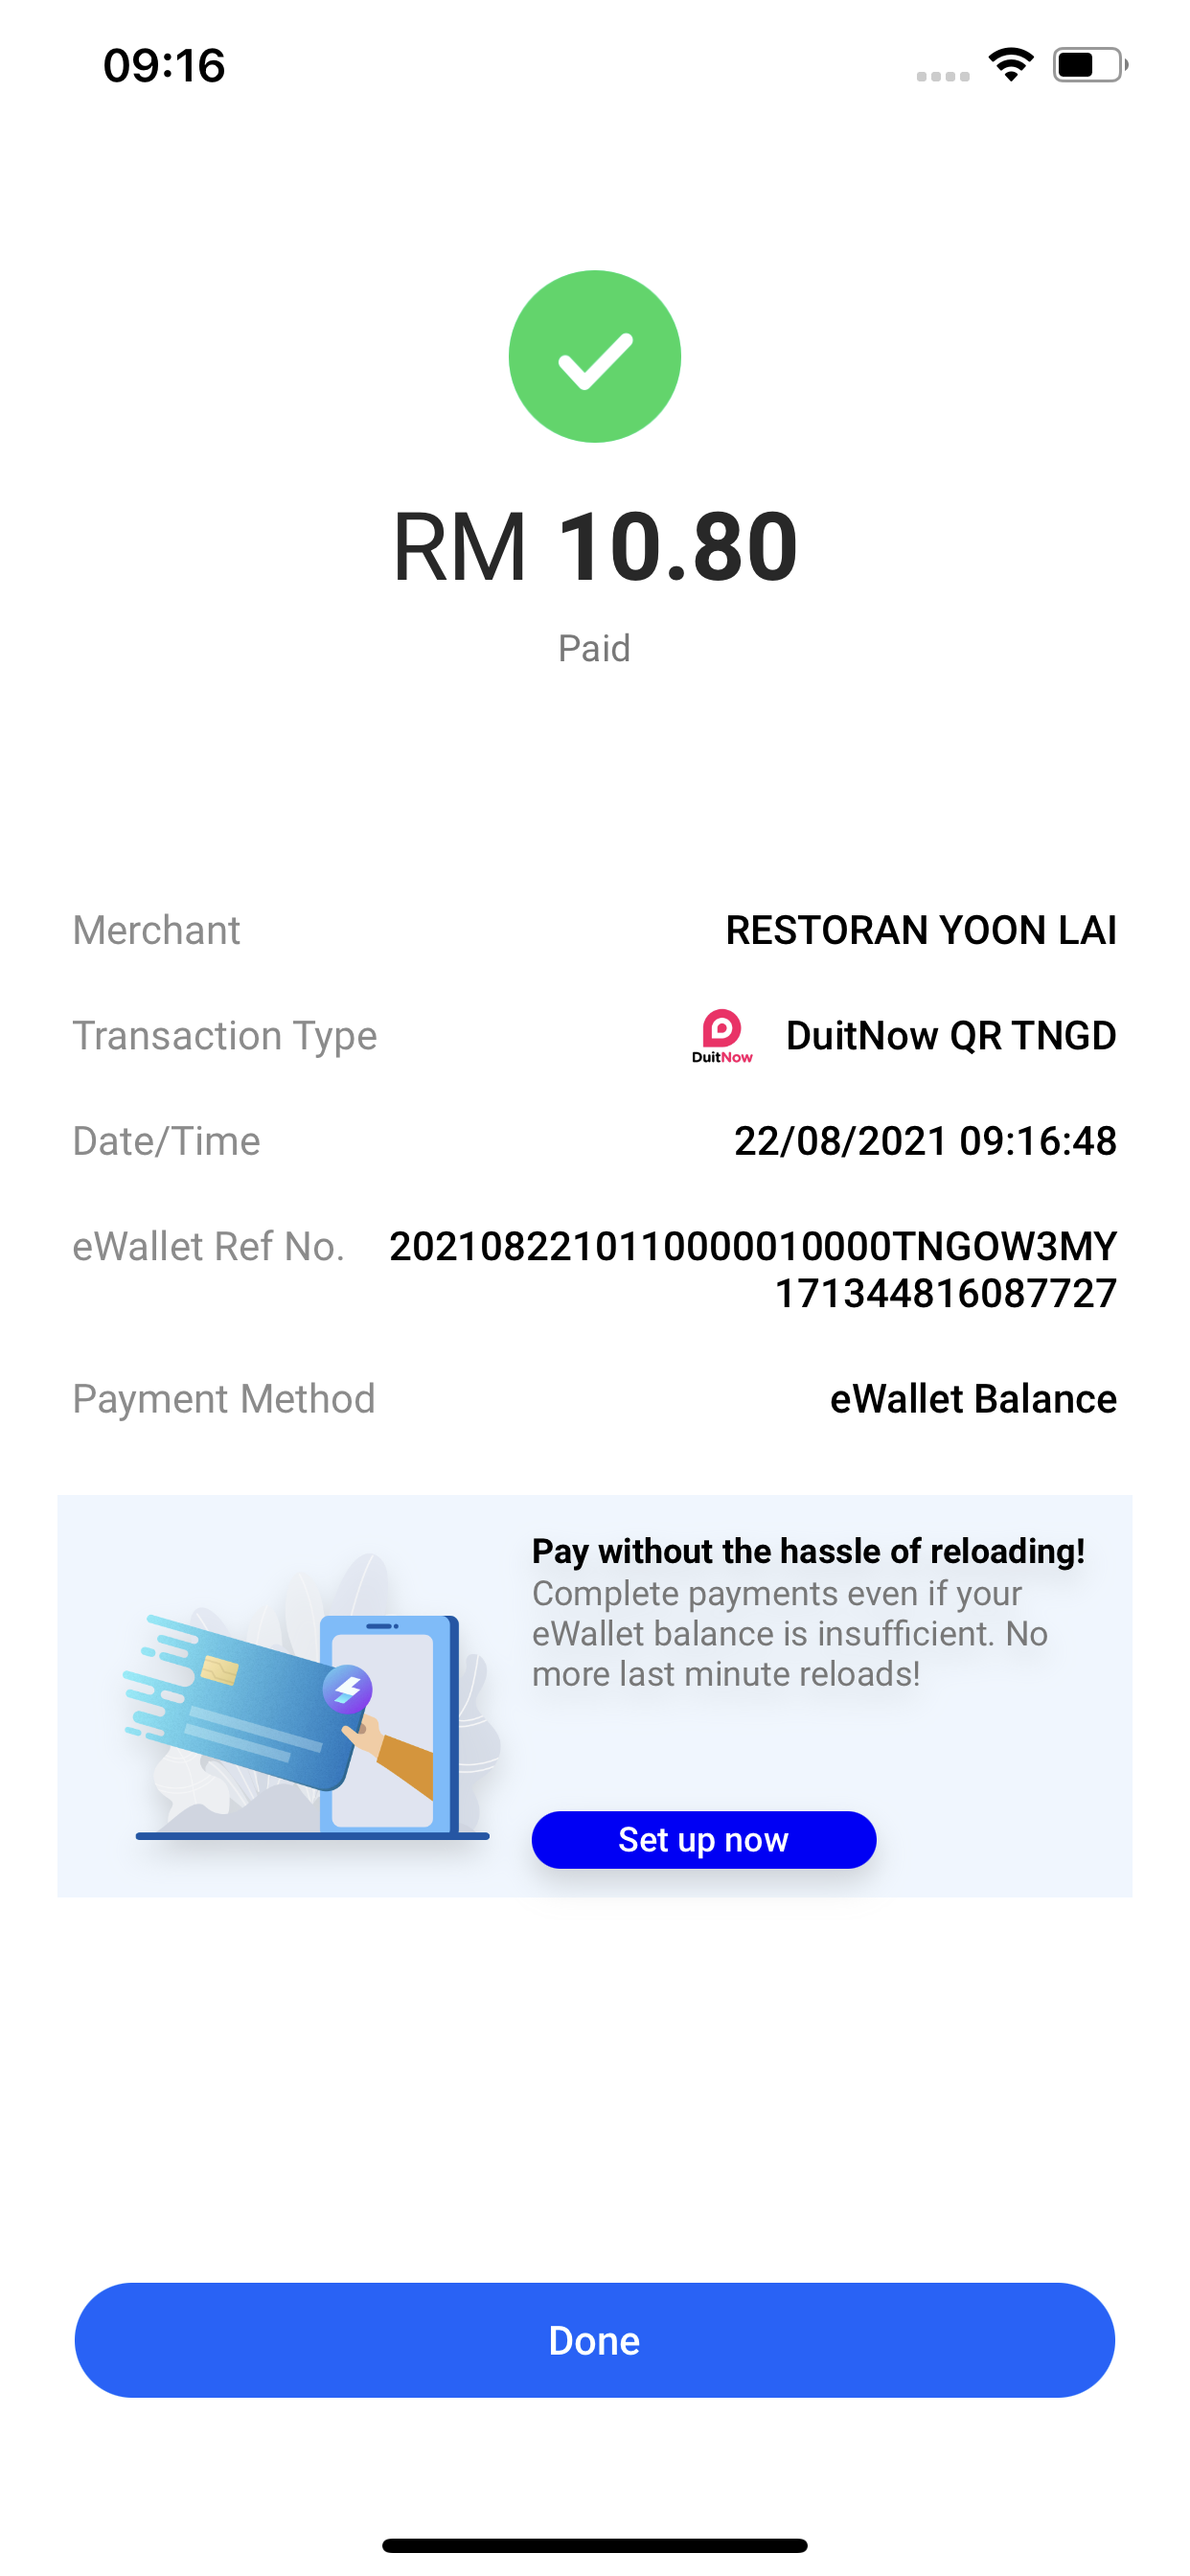 09:16
RM 10.80
Paid
Merchant RESTORAN YOON LAI
Transaction Type DuitNow DuitNow QR TNGD
Date/Time 22/08/2021 09:16:48
eWallet Ref No. 20210822101110000010000TNGOW3MY
171344816087727
Payment Method eWallet Balance
Pay without the hassle of reloading!
Complete payments even if your
eWallet balance is insufficient. No
more last minute reloads!
Set up now
Done